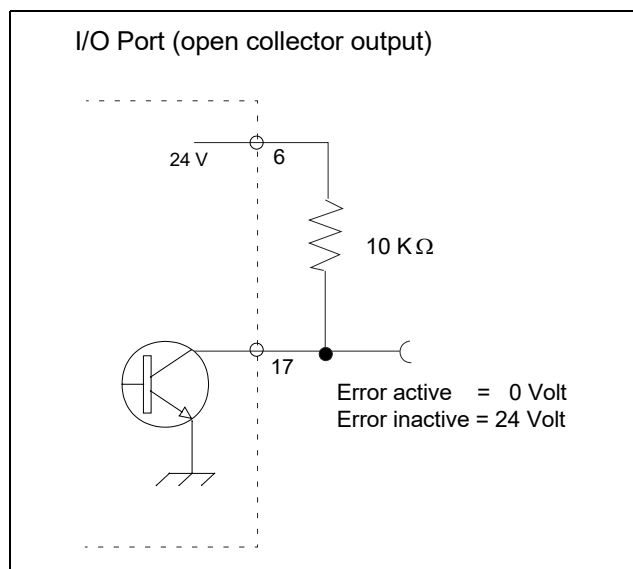 I/O Port (open collector output)
24 V
6
10 KΩ
17
Error active = 0 Volt
Error inactive = 24 Volt